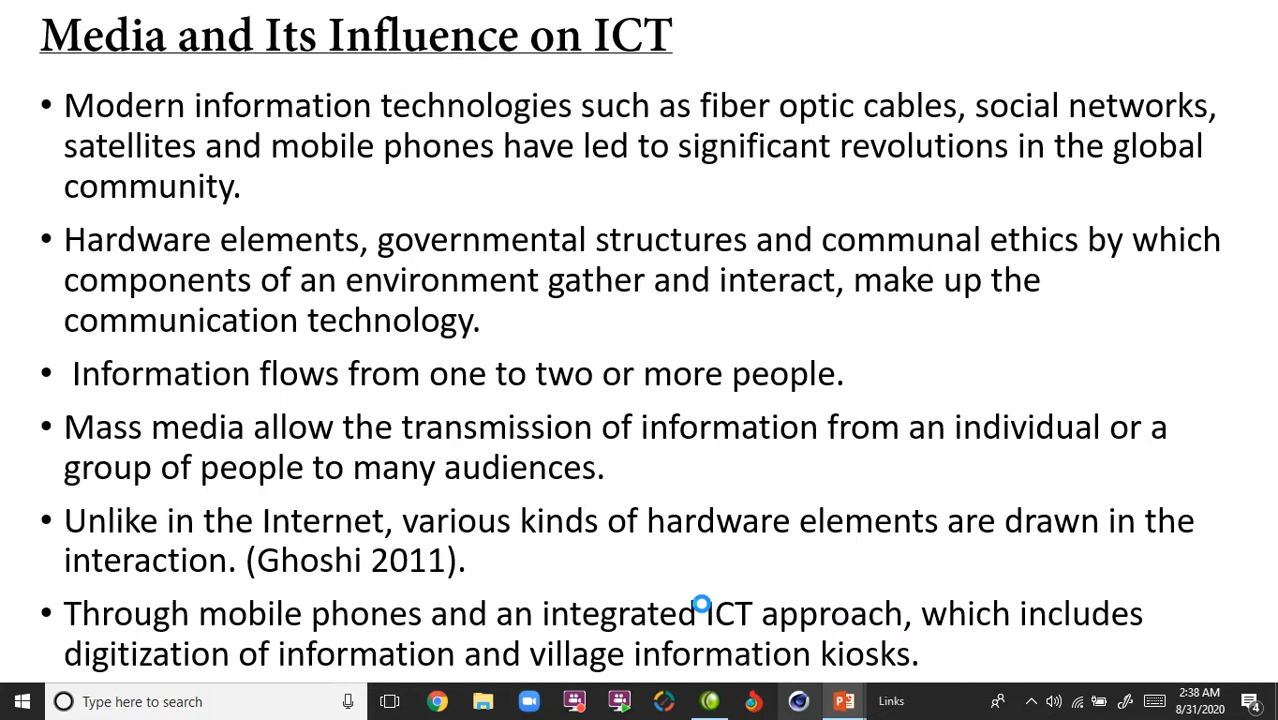 Media and Its Influence on ICT
• Modern information technologies such as fiber optic cables, social networks,
satellites and mobile phones have led to significant revolutions in the global
community.
• Hardware elements, governmental structures and communal ethics by which
components of an environment gather and interact, make up the
communication technology.
• Information flows from one to two or more people.
• Mass media allow the transmission of information from an individual or a
group of people to many audiences.
• Unlike in the Internet, various kinds of hardware elements are drawn in the
interaction. (Ghoshi 2011).
• Through mobile phones and an integrated ICT approach, which includes
digitization of information and village information kiosks.
Type here to search
Links
2:38 AM
8/31/2020
4